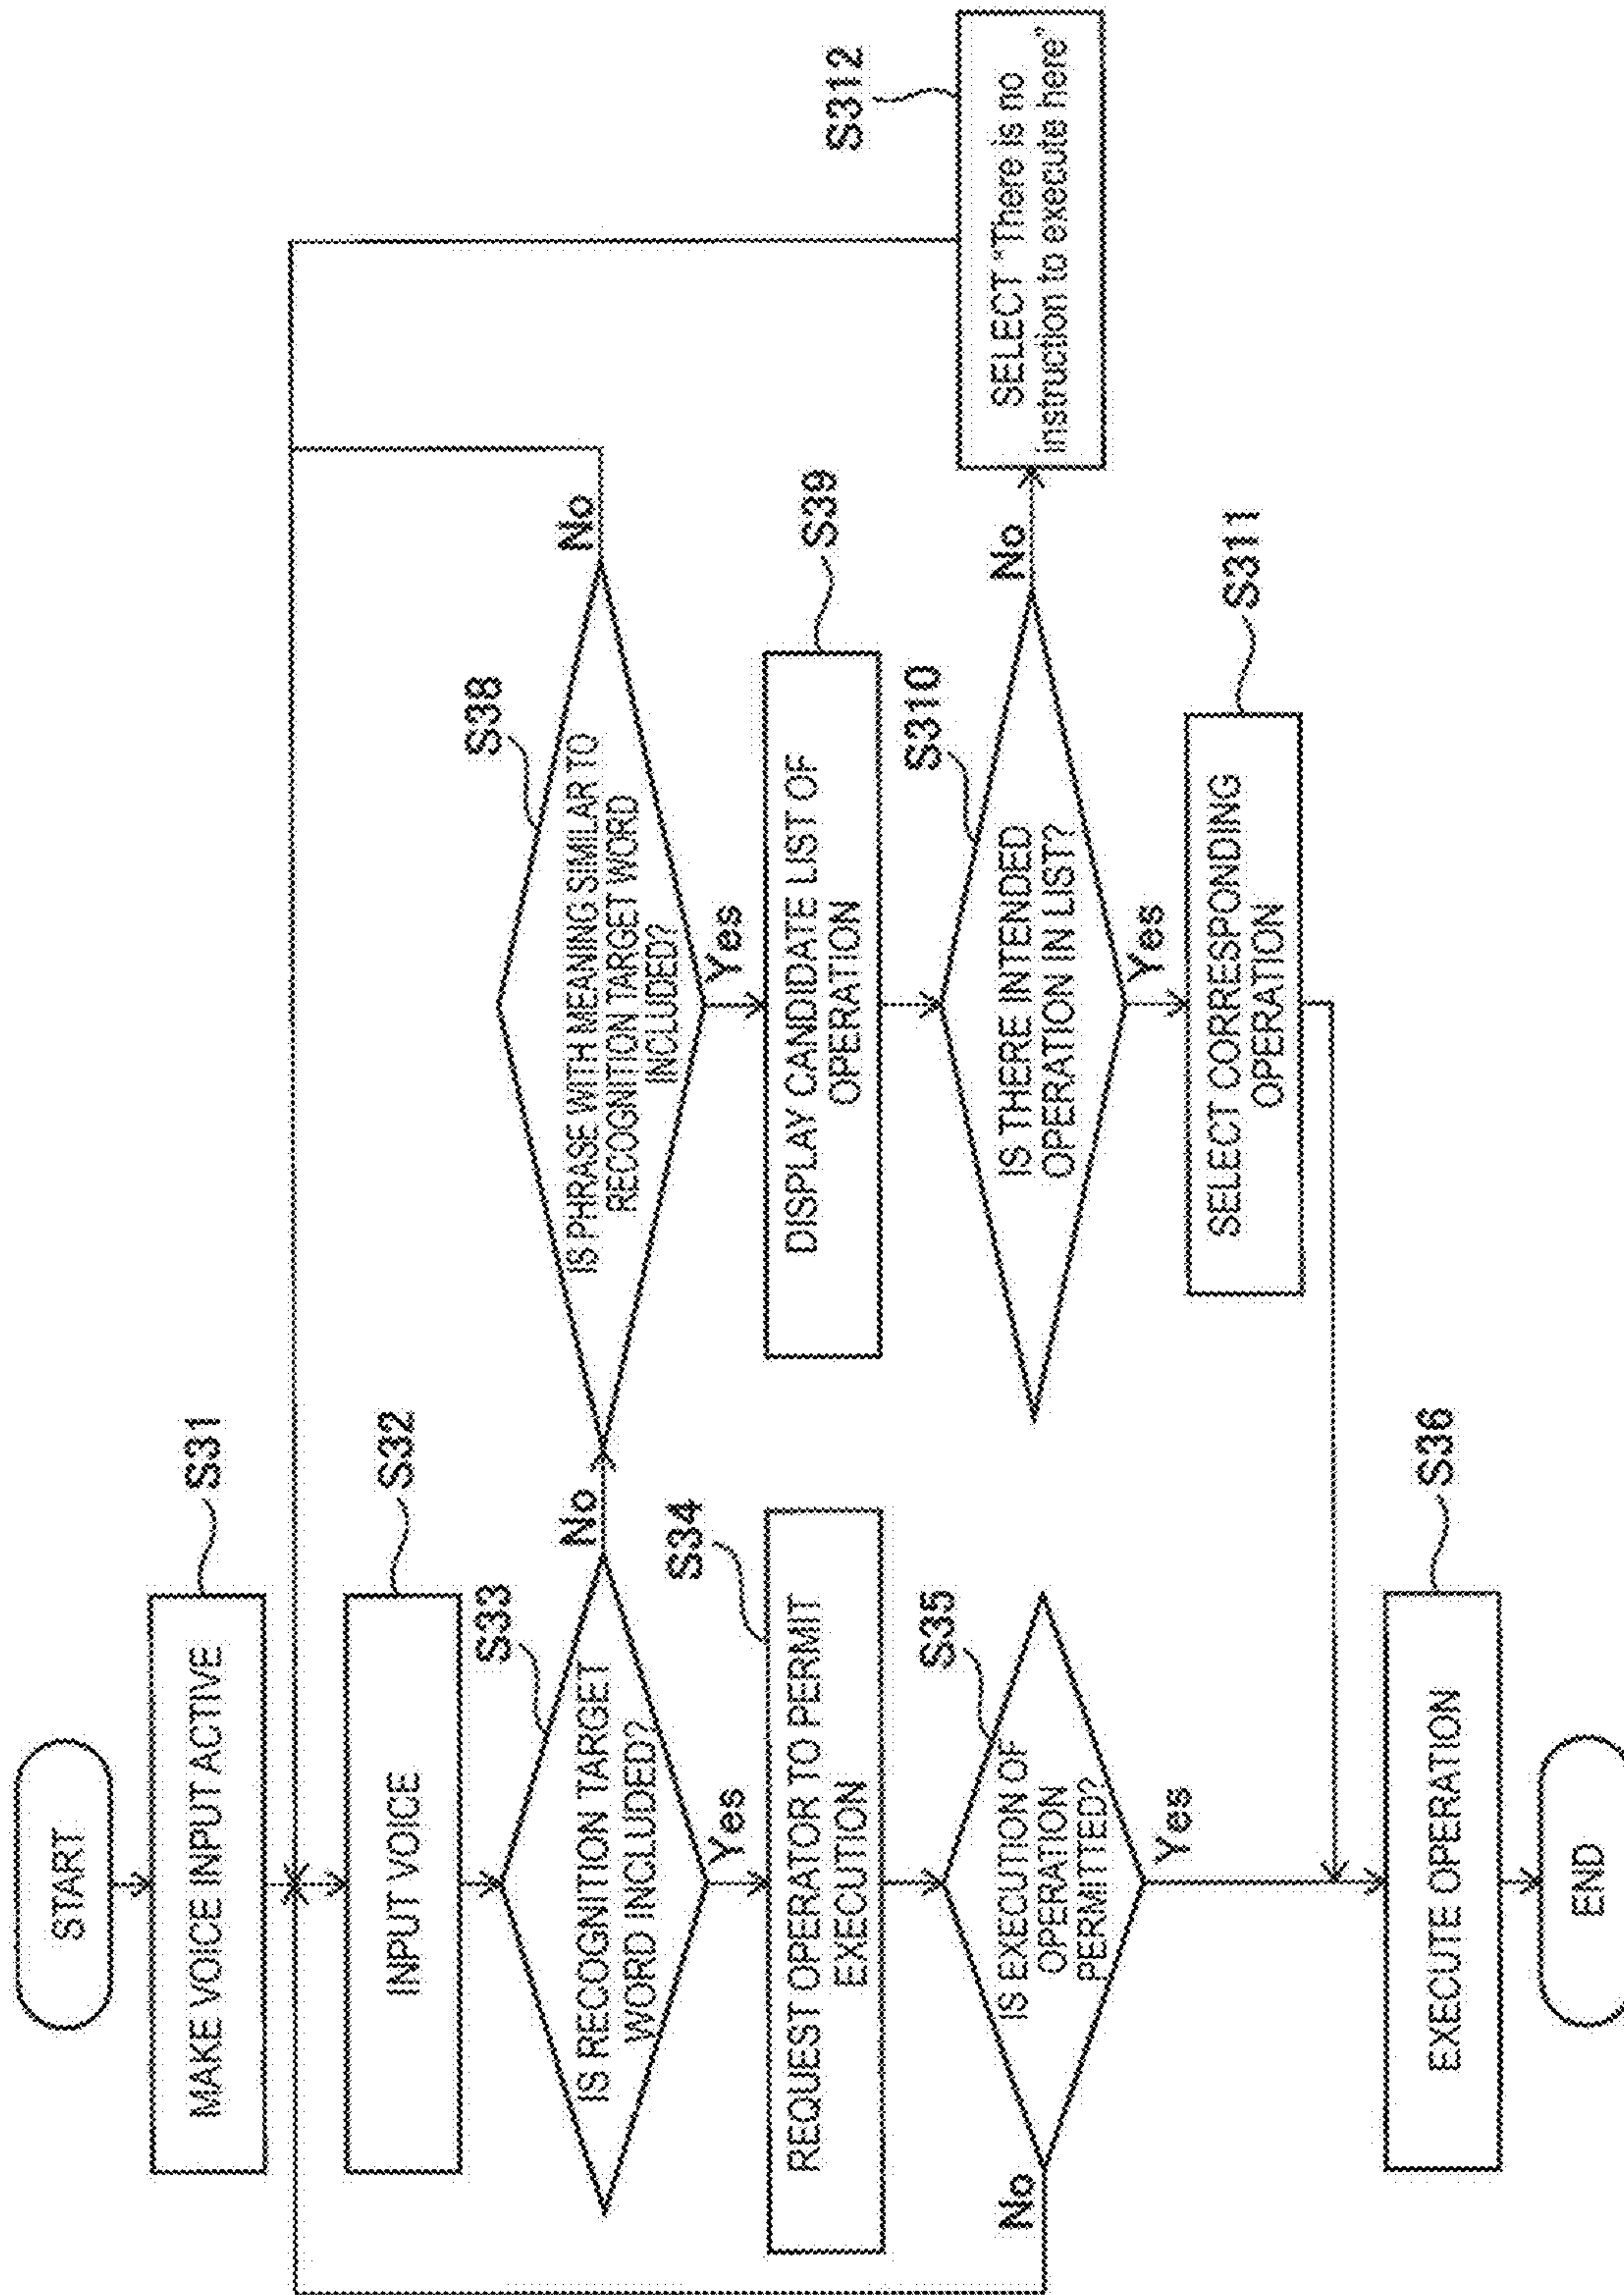 START
S31
MAKE VOICE INPUT ACTIVE
S32
INPUT VOICE
S33
IS RECOGNITION TARGET
WORD INCLUDED?
No
Yes
S34
REQUEST OPERATOR TO PERMIT
EXECUTION
S35
IS EXECUTION OF
OPERATION
PERMITTED?
No
Yes
S36
EXECUTE OPERATION
END
S38
IS PHRASE WITH MEANING SIMILAR TO
RECOGNITION TARGET WORD
INCLUDED?
No
Yes
S39
DISPLAY CANDIDATE LIST OF
OPERATION
S310
IS THERE INTENDED
OPERATION IN LIST?
No
Yes
S311
SELECT CORRESPONDING
OPERATION
S312
SELECT "There is no
instruction to execute here"